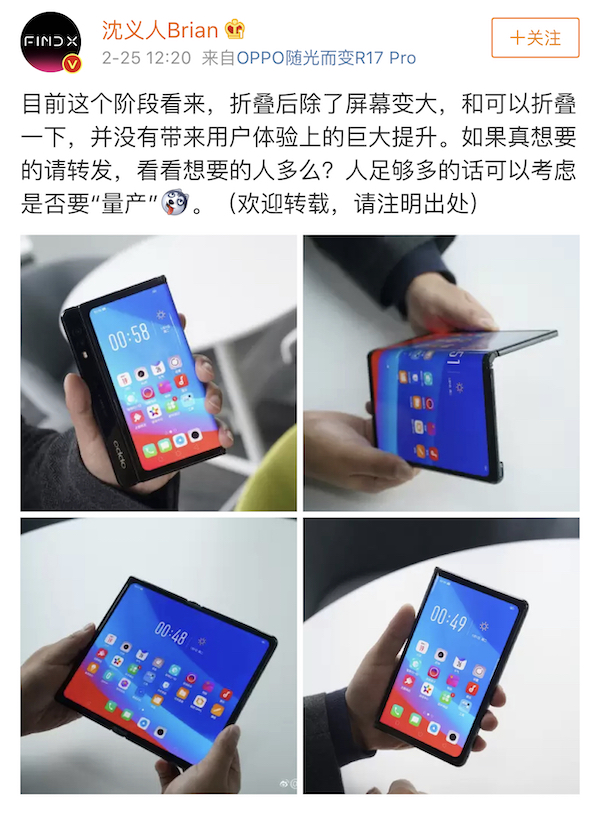 FIND X
沈义人Brian
2-25 12:20 来自OPPO随光而变R17 Pro
十关注
目前这个阶段看来，折叠后除了屏幕变大，和可以折叠
一下，并没有带来用户体验上的巨大提升。如果真想要
的请转发，看看想要的人多么？人足够多的话可以考虑
是否要“量产” 。（欢迎转载，请注明出处）
00:58
oppo
00:48
00:49